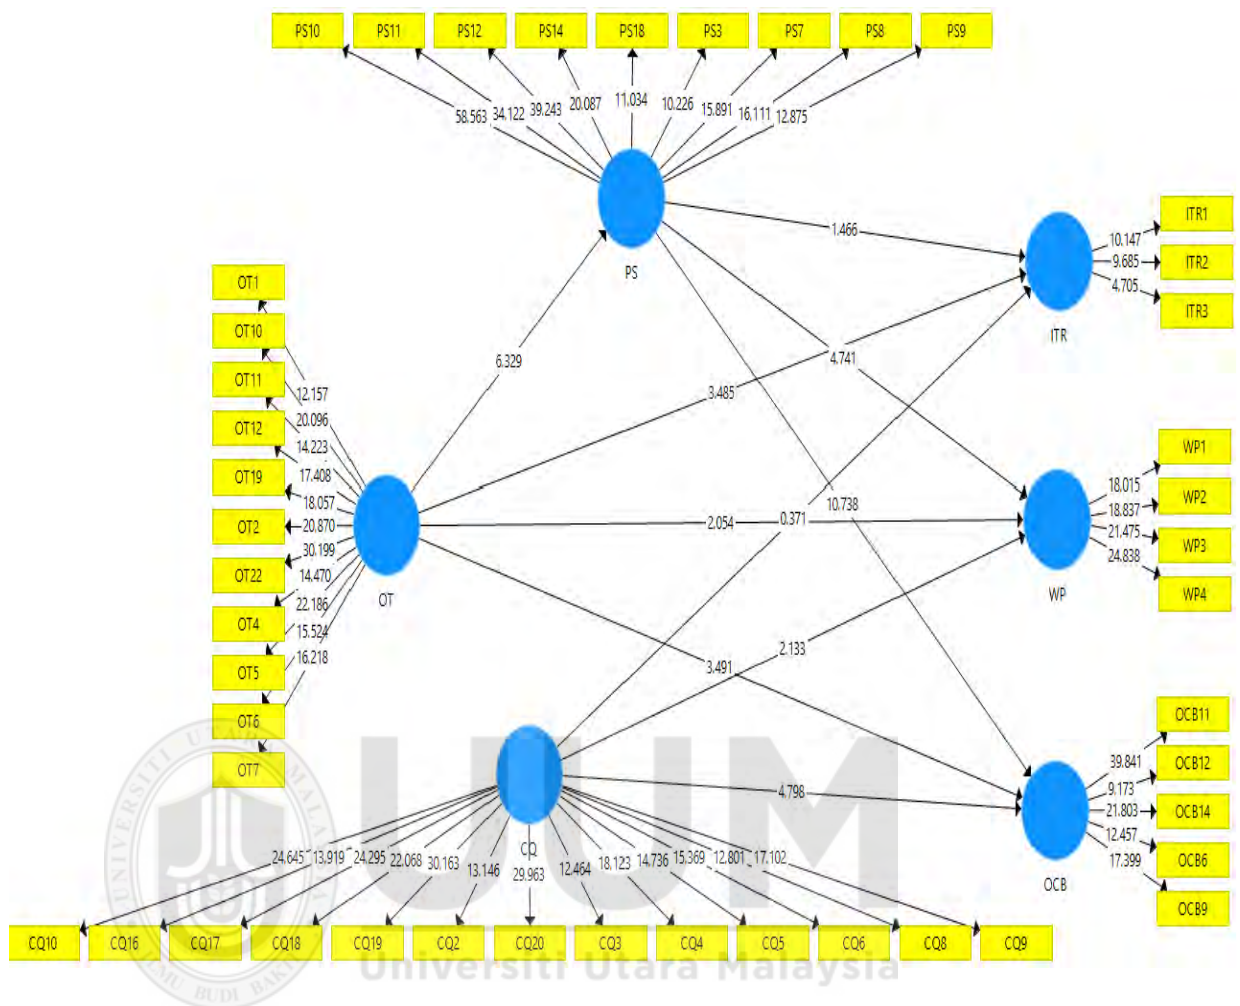 PS10 PS11 PS12 PS14 PS18 PS3 PS7 PS8 PS9
58.563 34.122 39.243 20.087 11.034 10.226 15.891 16.111 12.875
PS
1.466
ITR1
10.147
ITR2
9.685
ITR3
4.705
ITR
OT1
OT10
OT11
OT12
OT19
OT2
OT22
OT4
OT5
OT6
OT7
12.157
20.096
14.223
17.408
18.057
20.870
30.199
14.470
22.186
15.524
16.218
OT
6.329
4.741
3.485
10.738
2.054 0.371
2.133
3.491
4.798
WP1
18.015
WP2
18.837
WP3
21.475
WP4
24.838
WP
OCB11
39.841
OCB12
9.173
OCB14
21.803
OCB6
12.457
OCB9
17.399
OCB
CQ
24.645 13.919 24.295 22.068 30.163 13.146 29.963 12.464 18.123 14.736 15.369 12.801 17.102
CQ10 CQ16 CQ17 CQ18 CQ19 CQ2 CQ20 CQ3 CQ4 CQ5 CQ6 CQ8 CQ9
UUM
Universiti Utara Malaysia
UNIVERSITI UTARA MALAYSIA
ILMU BUDI BAKTI